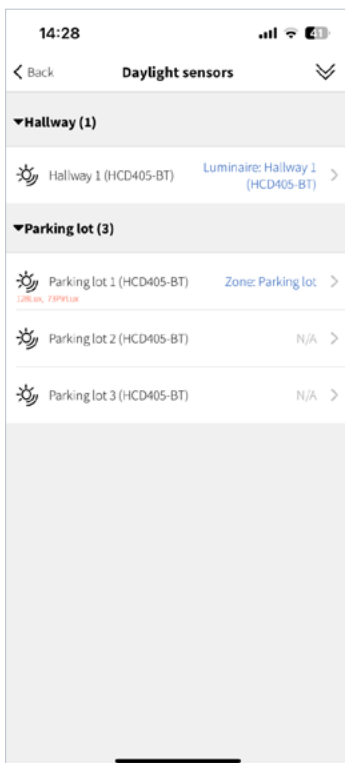 14:28
41
Back
Daylight sensors
Hallway (1)
Hallway 1 (HCD405-BT)
Luminaire: Hallway 1
(HCD405-BT)
Parking lot (3)
Parking lot 1 (HCD405-BT)
Zone: Parking lot
Parking lot 2 (HCD405-BT)
N/A
Parking lot 3 (HCD405-BT)
N/A